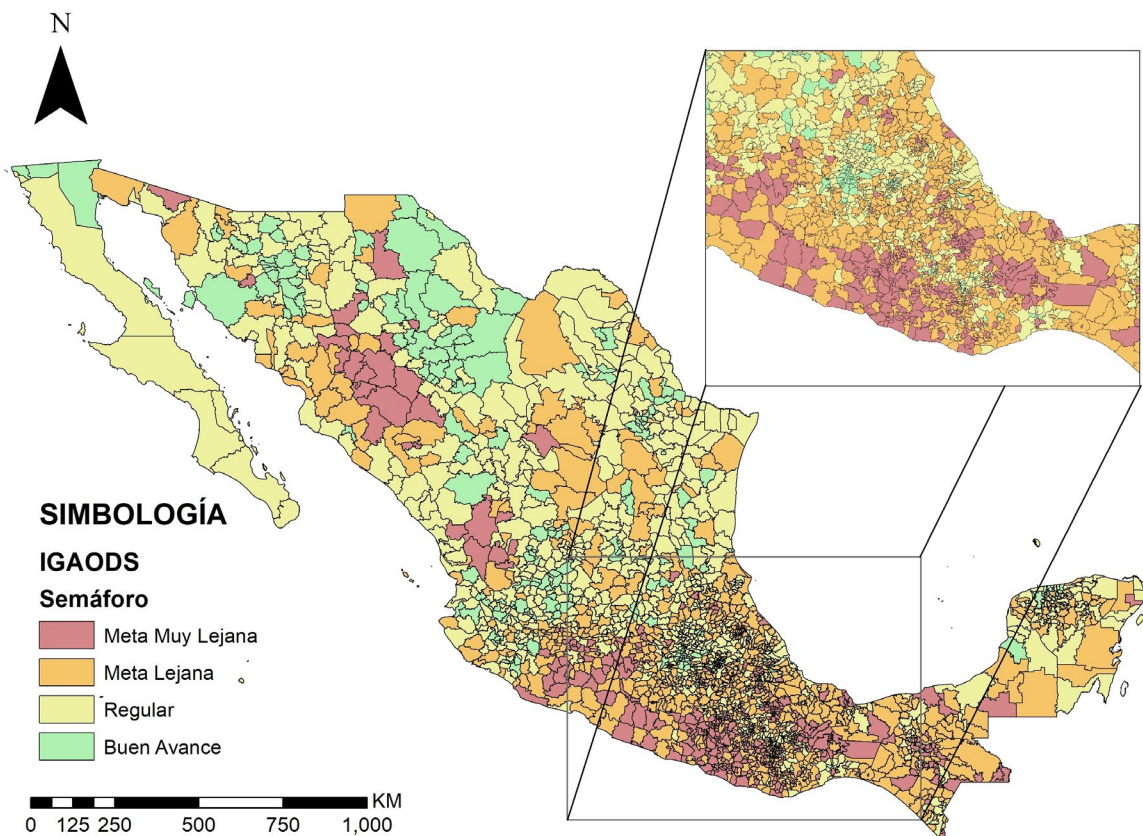 N
SIMBOLOGÍA
IGAODS
Semáforo
Meta Muy Lejana
Meta Lejana
Regular
Buen Avance
KM
0 125 250 500 750 1,000